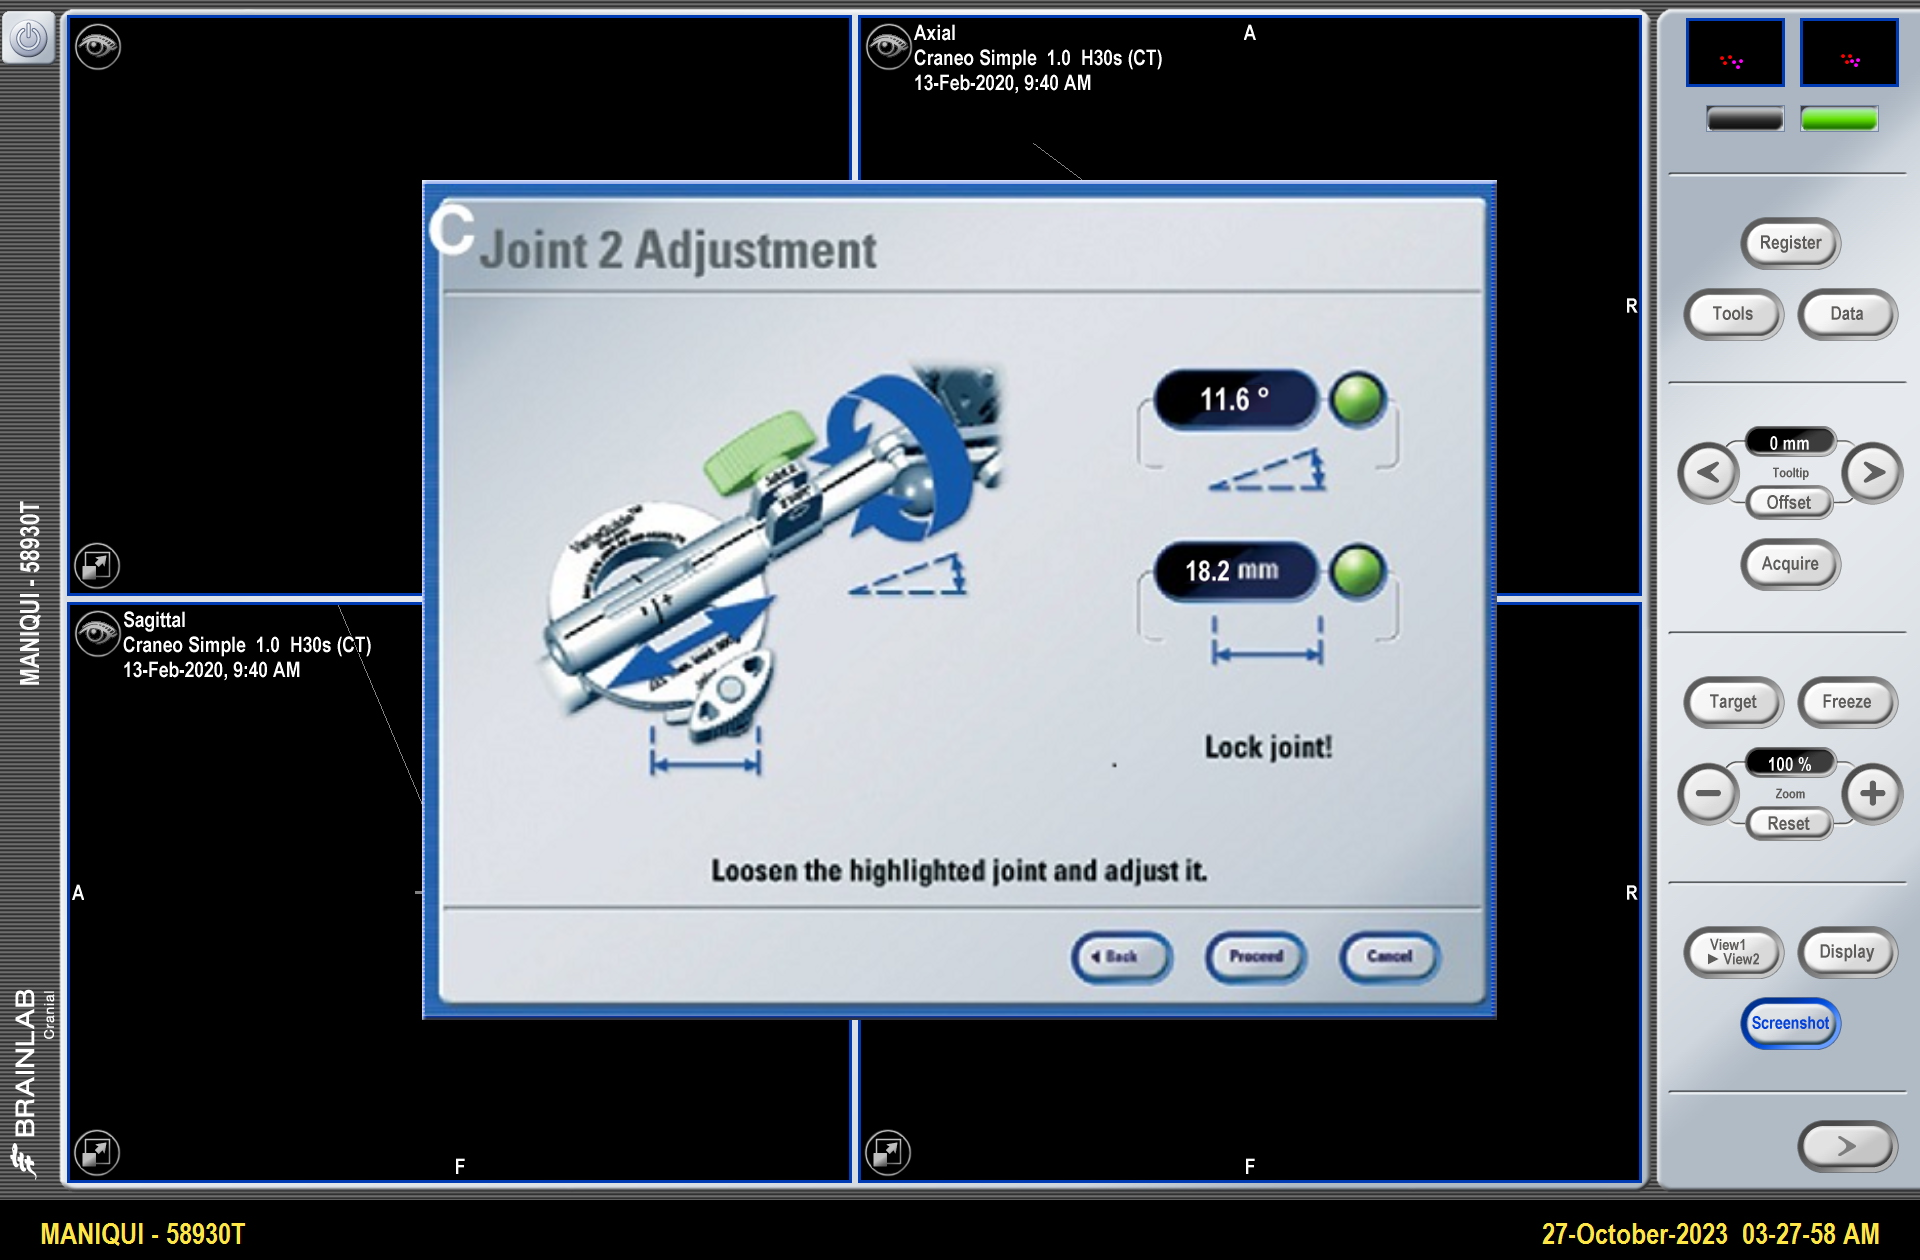 MANIQUI - 58930T
BRAINLAB
Cranial
Axial
Craneo Simple 1.0 H30s (CT)
13-Feb-2020, 9:40 AM
A
R
Sagittal
Craneo Simple 1.0 H30s (CT)
13-Feb-2020, 9:40 AM
A
F
R
F
C
Joint 2 Adjustment
11.6 °
18.2 mm
Lock joint!
Loosen the highlighted joint and adjust it.
Back
Proceed
Cancel
Register
Tools
Data
0 mm
Tooltip
Offset
<
>
Acquire
Target
Freeze
100 %
Zoom
Reset
View1
View2
Display
Screenshot
>
MANIQUI - 58930T
27-October-2023 03-27-58 AM